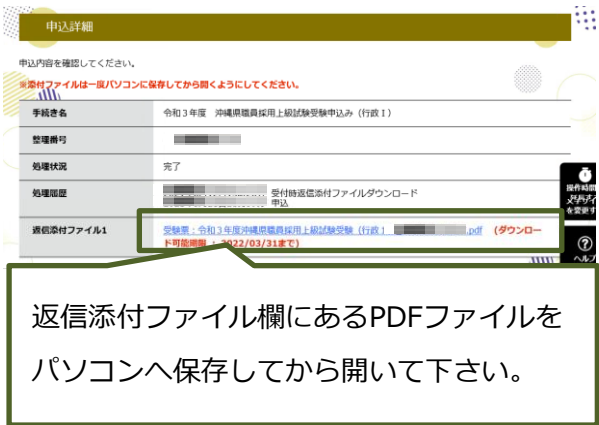 申込詳細
申込内容を確認してください。
※添付ファイルは一度パソコンに保存してから開くようにしてください。
手続き名 令和3年度 沖縄県職員採用上級試験受験申込み（行政Ⅰ）
整理番号
処理状況 完了
処理履歴 受付時返信添付ファイルダウンロード
申込
返信添付ファイル1 受験票：令和3年度沖縄県職員採用上級試験受験（行政Ⅰ .pdf (ダウンロー
ド可能期限 : 2022/03/31まで)
操作時間
を変更す
ヘルプ
返信添付ファイル欄にあるPDFファイルを
パソコンへ保存してから開いて下さい。